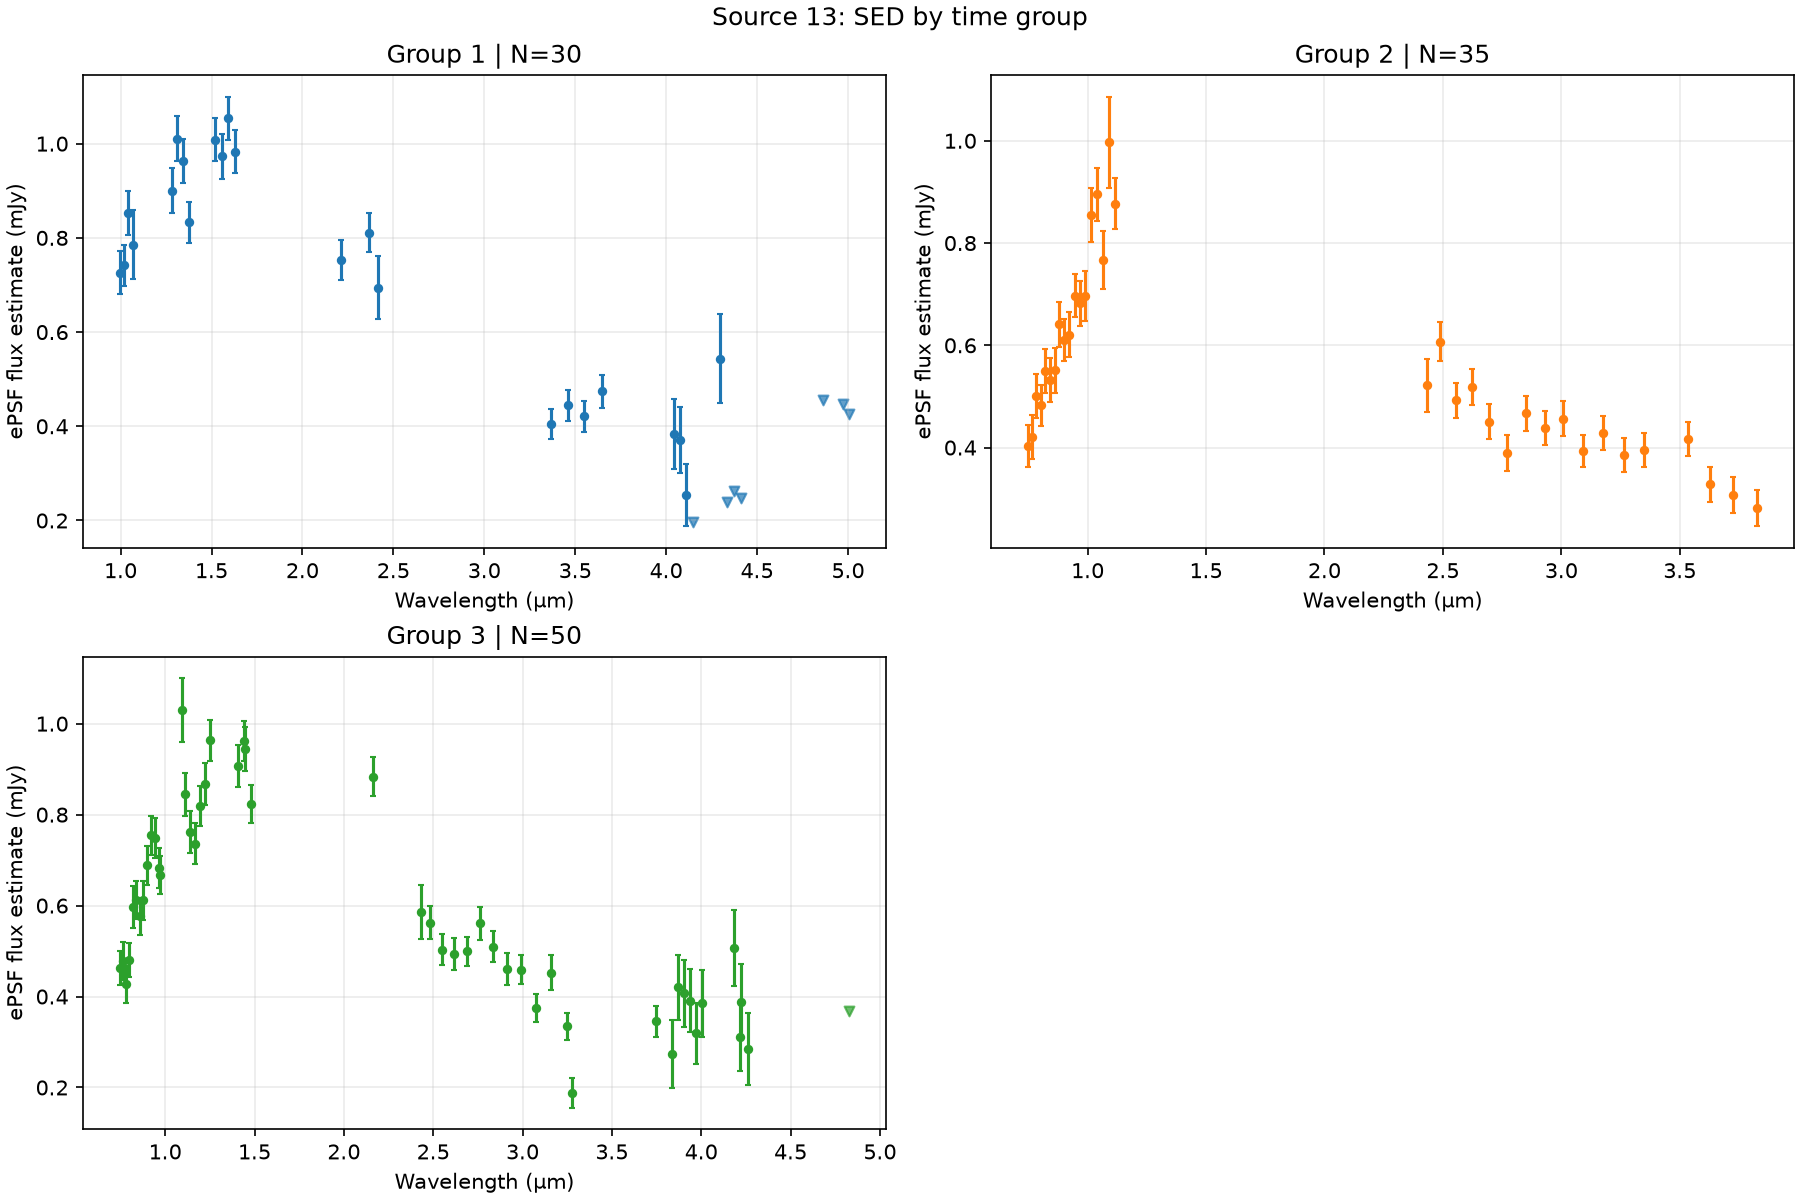 Source 13: SED by time group
Group 1 | N=30
ePSF flux estimate (mJy)
1.0
0.8
0.6
0.4
0.2
1.0 1.5 2.0 2.5 3.0 3.5 4.0 4.5 5.0
Wavelength (μm)
Group 2 | N=35
ePSF flux estimate (mJy)
1.0
0.8
0.6
0.4
1.0 1.5 2.0 2.5 3.0 3.5
Wavelength (μm)
Group 3 | N=50
ePSF flux estimate (mJy)
1.0
0.8
0.6
0.4
0.2
1.0 1.5 2.0 2.5 3.0 3.5 4.0 4.5 5.0
Wavelength (μm)